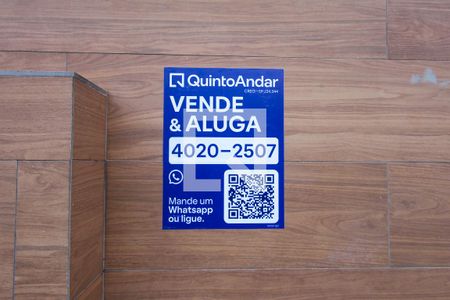 QuintoAndar
VENDE
& ALUGA
4020-2507
Mande um
Whatsapp
ou ligue.